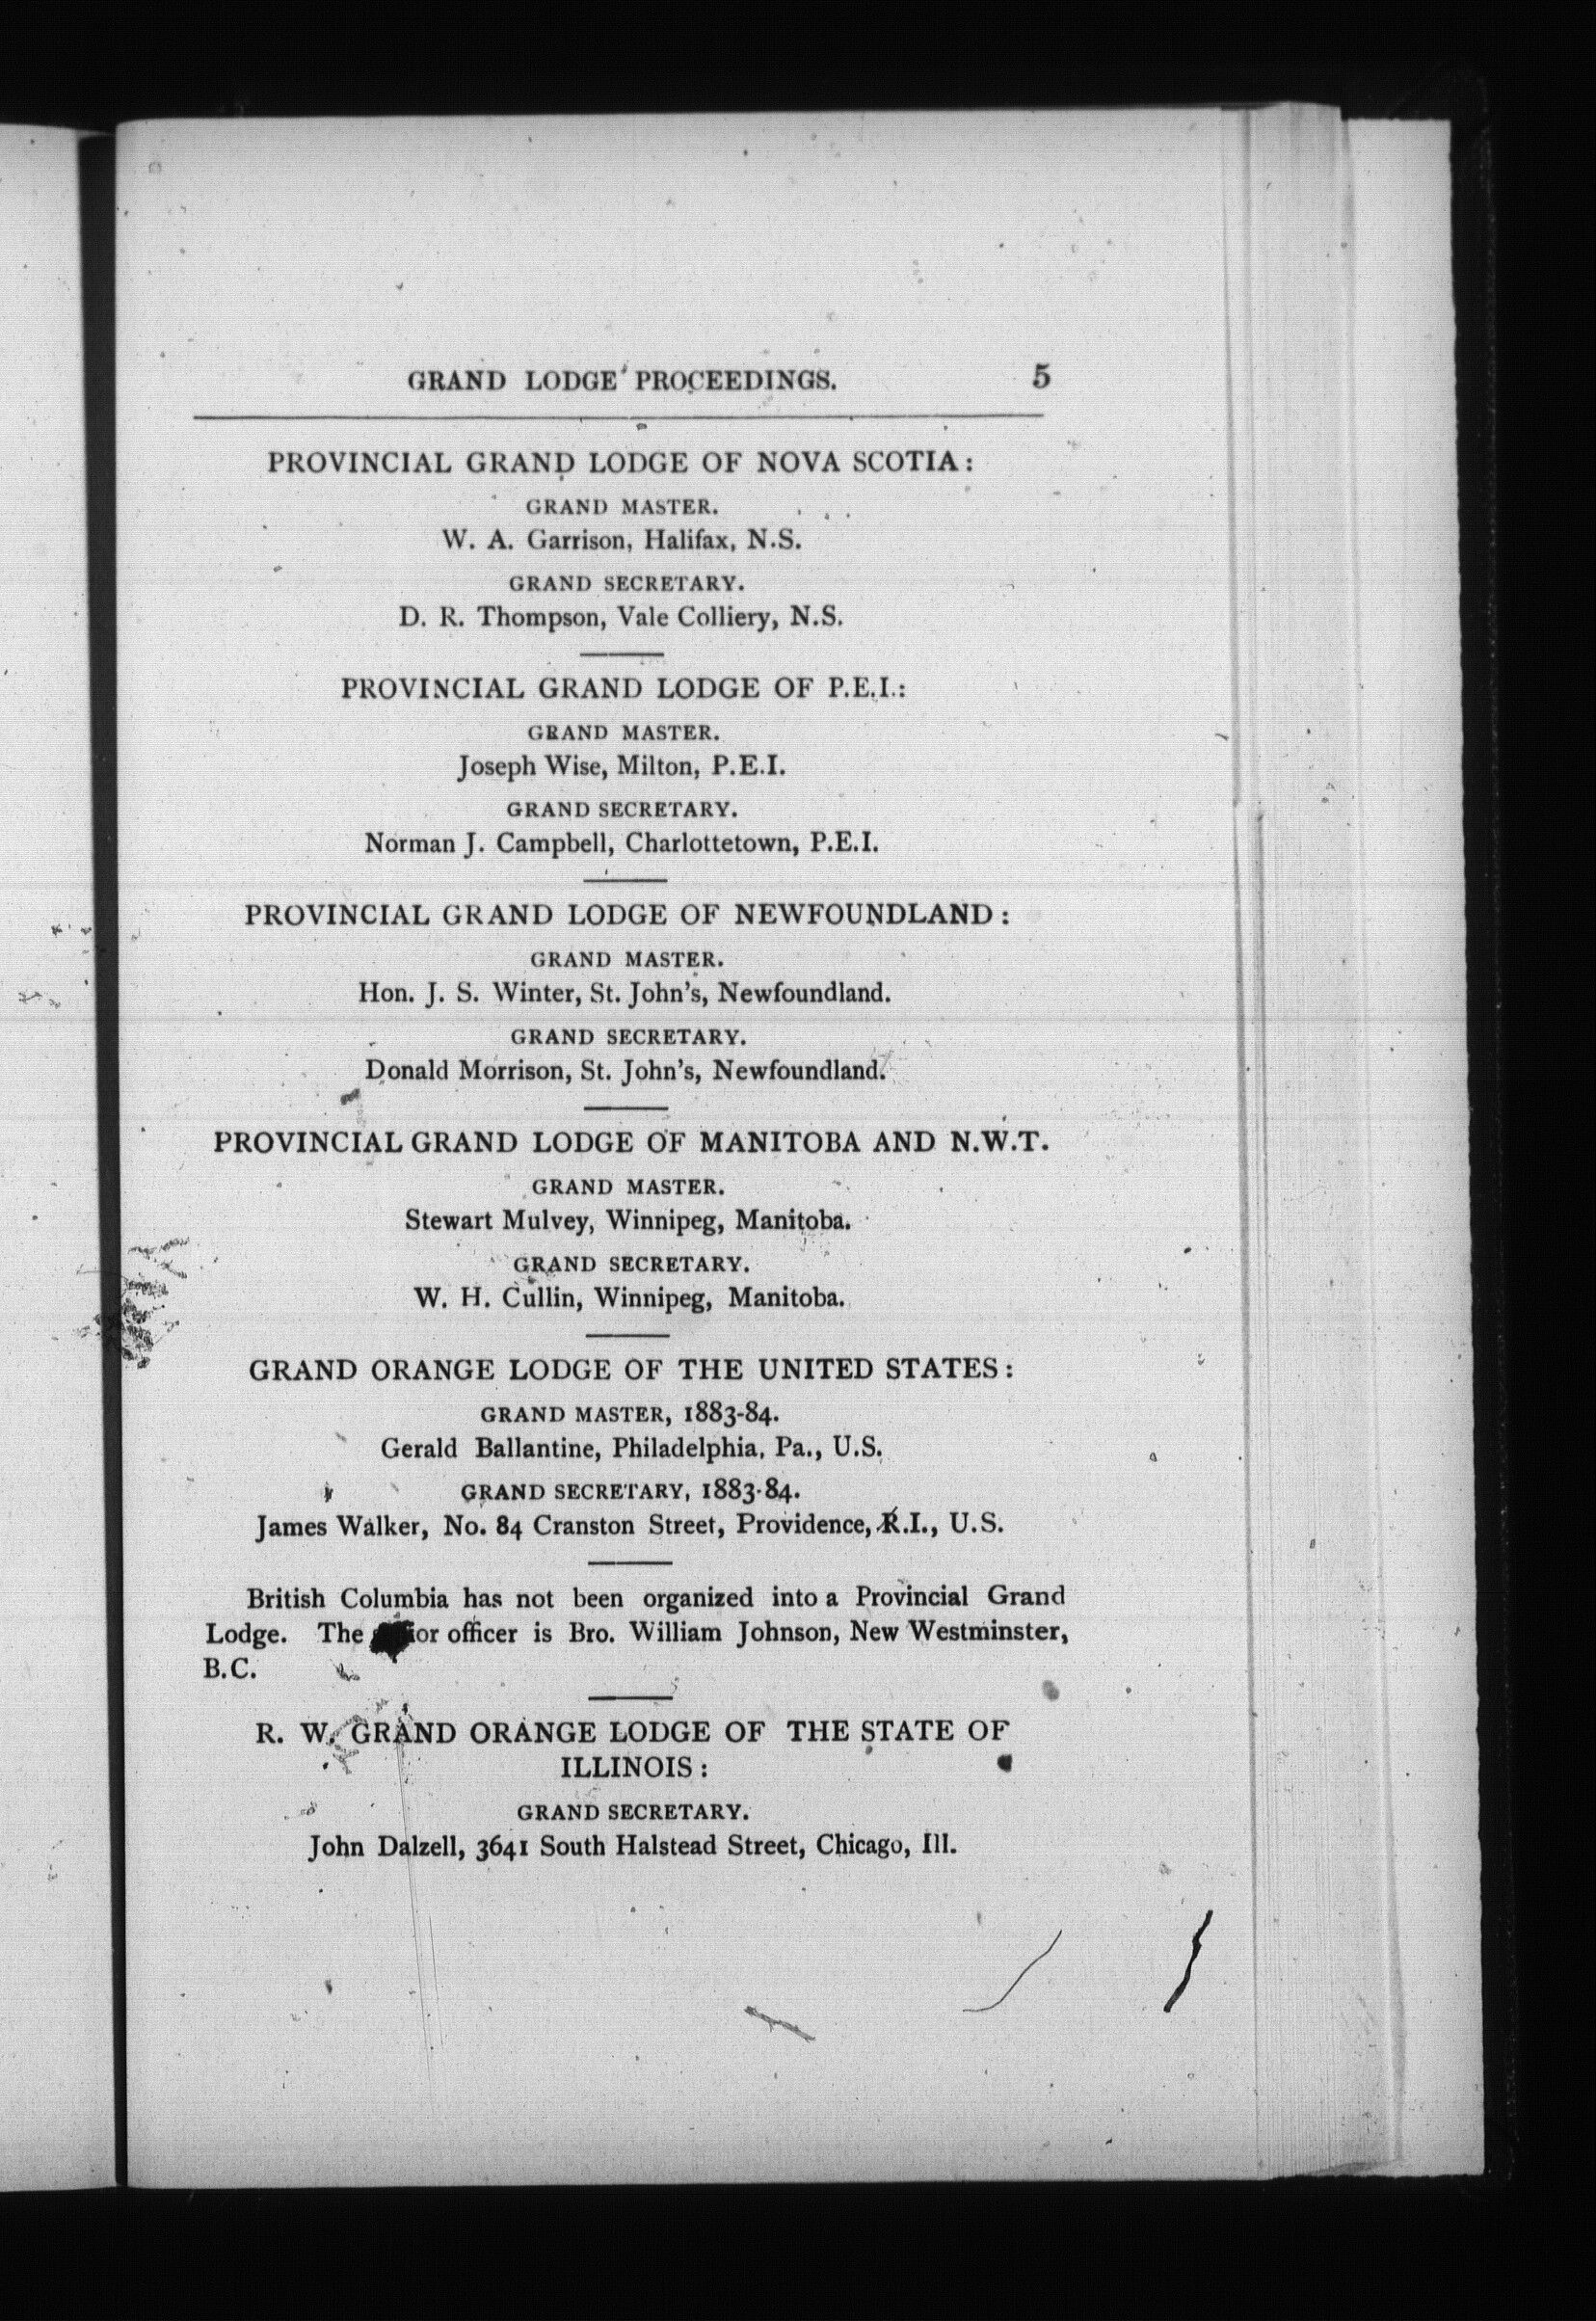 GRAND LODGE PROCEEDINGS. 5
PROVINCIAL GRAND LODGE OF NOVA SCOTIA:
GRAND MASTER.
W. A. Garrison, Halifax, N.S.
GRAND SECRETARY.
D. R. Thompson, Vale Colliery, N.S.
PROVINCIAL GRAND LODGE OF P.E.I.:
GRAND MASTER.
Joseph Wise, Milton, P.E.I.
GRAND SECRETARY.
Norman J. Campbell, Charlottetown, P.E.I.
PROVINCIAL GRAND LODGE OF NEWFOUNDLAND:
GRAND MASTER.
Hon. J. S. Winter, St. John's, Newfoundland.
GRAND SECRETARY.
Donald Morrison, St. John's, Newfoundland.
PROVINCIAL GRAND LODGE OF MANITOBA AND N.W.T.
GRAND MASTER.
Stewart Mulvey, Winnipeg, Manitoba.
GRAND SECRETARY.
W. H. Cullin, Winnipeg, Manitoba.
GRAND ORANGE LODGE OF THE UNITED STATES:
GRAND MASTER, 1883-84.
Gerald Ballantine, Philadelphia, Pa., U.S.
GRAND SECRETARY, 1883-84.
James Walker, No. 84 Cranston Street, Providence, R.I., U.S.
British Columbia has not been organized into a Provincial Grand
Lodge. The officer is Bro. William Johnson, New Westminster,
B.C.
R. W. GRAND ORANGE LODGE OF THE STATE OF
ILLINOIS:
GRAND SECRETARY.
John Dalzell, 3641 South Halstead Street, Chicago, Ill.